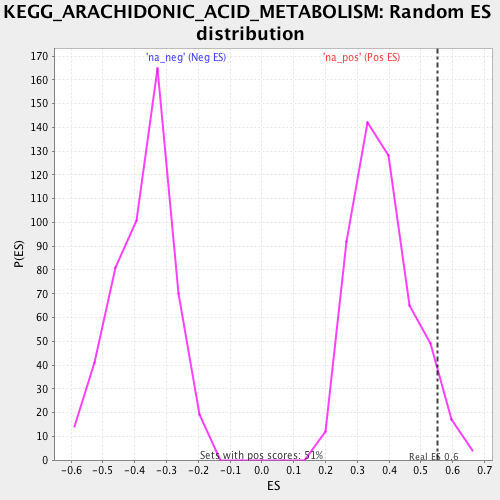 KEGG_ARACHIDONIC_ACID_METABOLISM: Random ES
distribution
'na_neg' (Neg ES)
'na_pos' (Pos ES)
170
160
150
140
130
120
110
100
90
80
70
60
50
40
30
20
10
0
P(ES)
Sets with pos scores: 51%
Real ES 0.6
-0.6 -0.5 -0.4 -0.3 -0.2 -0.1 0.0 0.1 0.2 0.3 0.4 0.5 0.6 0.7
ES